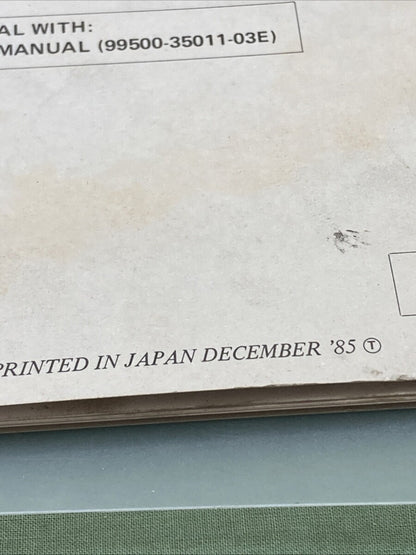 AL WITH:
MANUAL (99500-35011-03E)
PRINTED IN JAPAN DECEMBER '85 Ⓣ